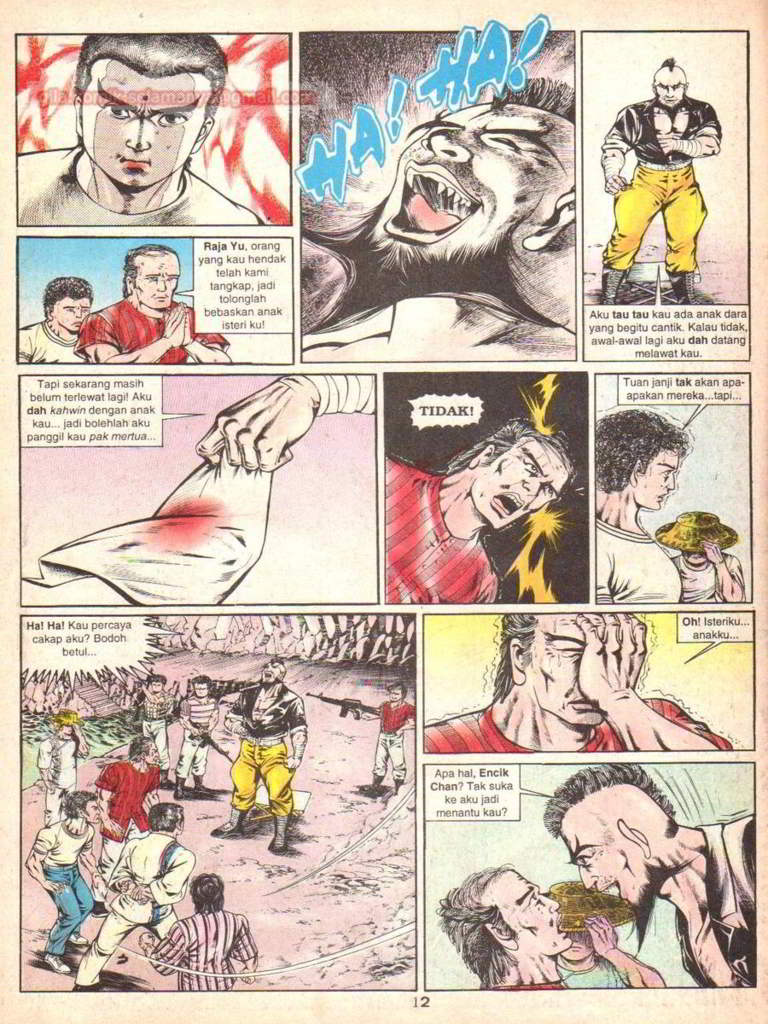 HA! HA! HA!
Raja Yu, orang
yang kau hendak
telah kami
tangkap, jadi
tolonglah
bebaskan anak
isteri ku!
Aku tau tau kau ada anak dara
yang begitu cantik. Kalau tidak,
awal-awal lagi aku dah datang
melawat kau.
Tapi sekarang masih
belum terlewat lagi! Aku
dah kahwin dengan anak
kau... jadi bolehlah aku
panggil kau pak mertua...
TIDAK!
Tuan janji tak akan apa-
apakan mereka...tapi...
Ha! Ha! Kau percaya
cakap aku? Bodoh
betul...
Oh! Isteriku...
anakku...
Apa hal, Encik
Chan? Tak suka
ke aku jadi
menantu kau?
12